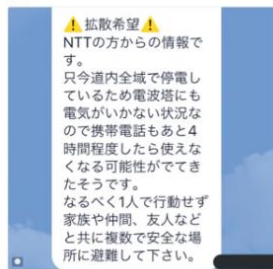 ⚠️拡散希望⚠️
NTTの方からの情報で
す。
只今道内全域で停電し
ているため電波塔にも
電気がいかない状況な
ので携帯電話もあと4
時間程度したら使えな
くなる可能性がでてき
たそうです。
なるべく1人で行動せず
家族や仲間、友人など
と共に複数で安全な場
所に避難して下さい。